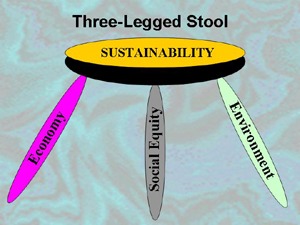 Three-Legged Stool
SUSTAINABILITY
Economy
Social Equity
Environment